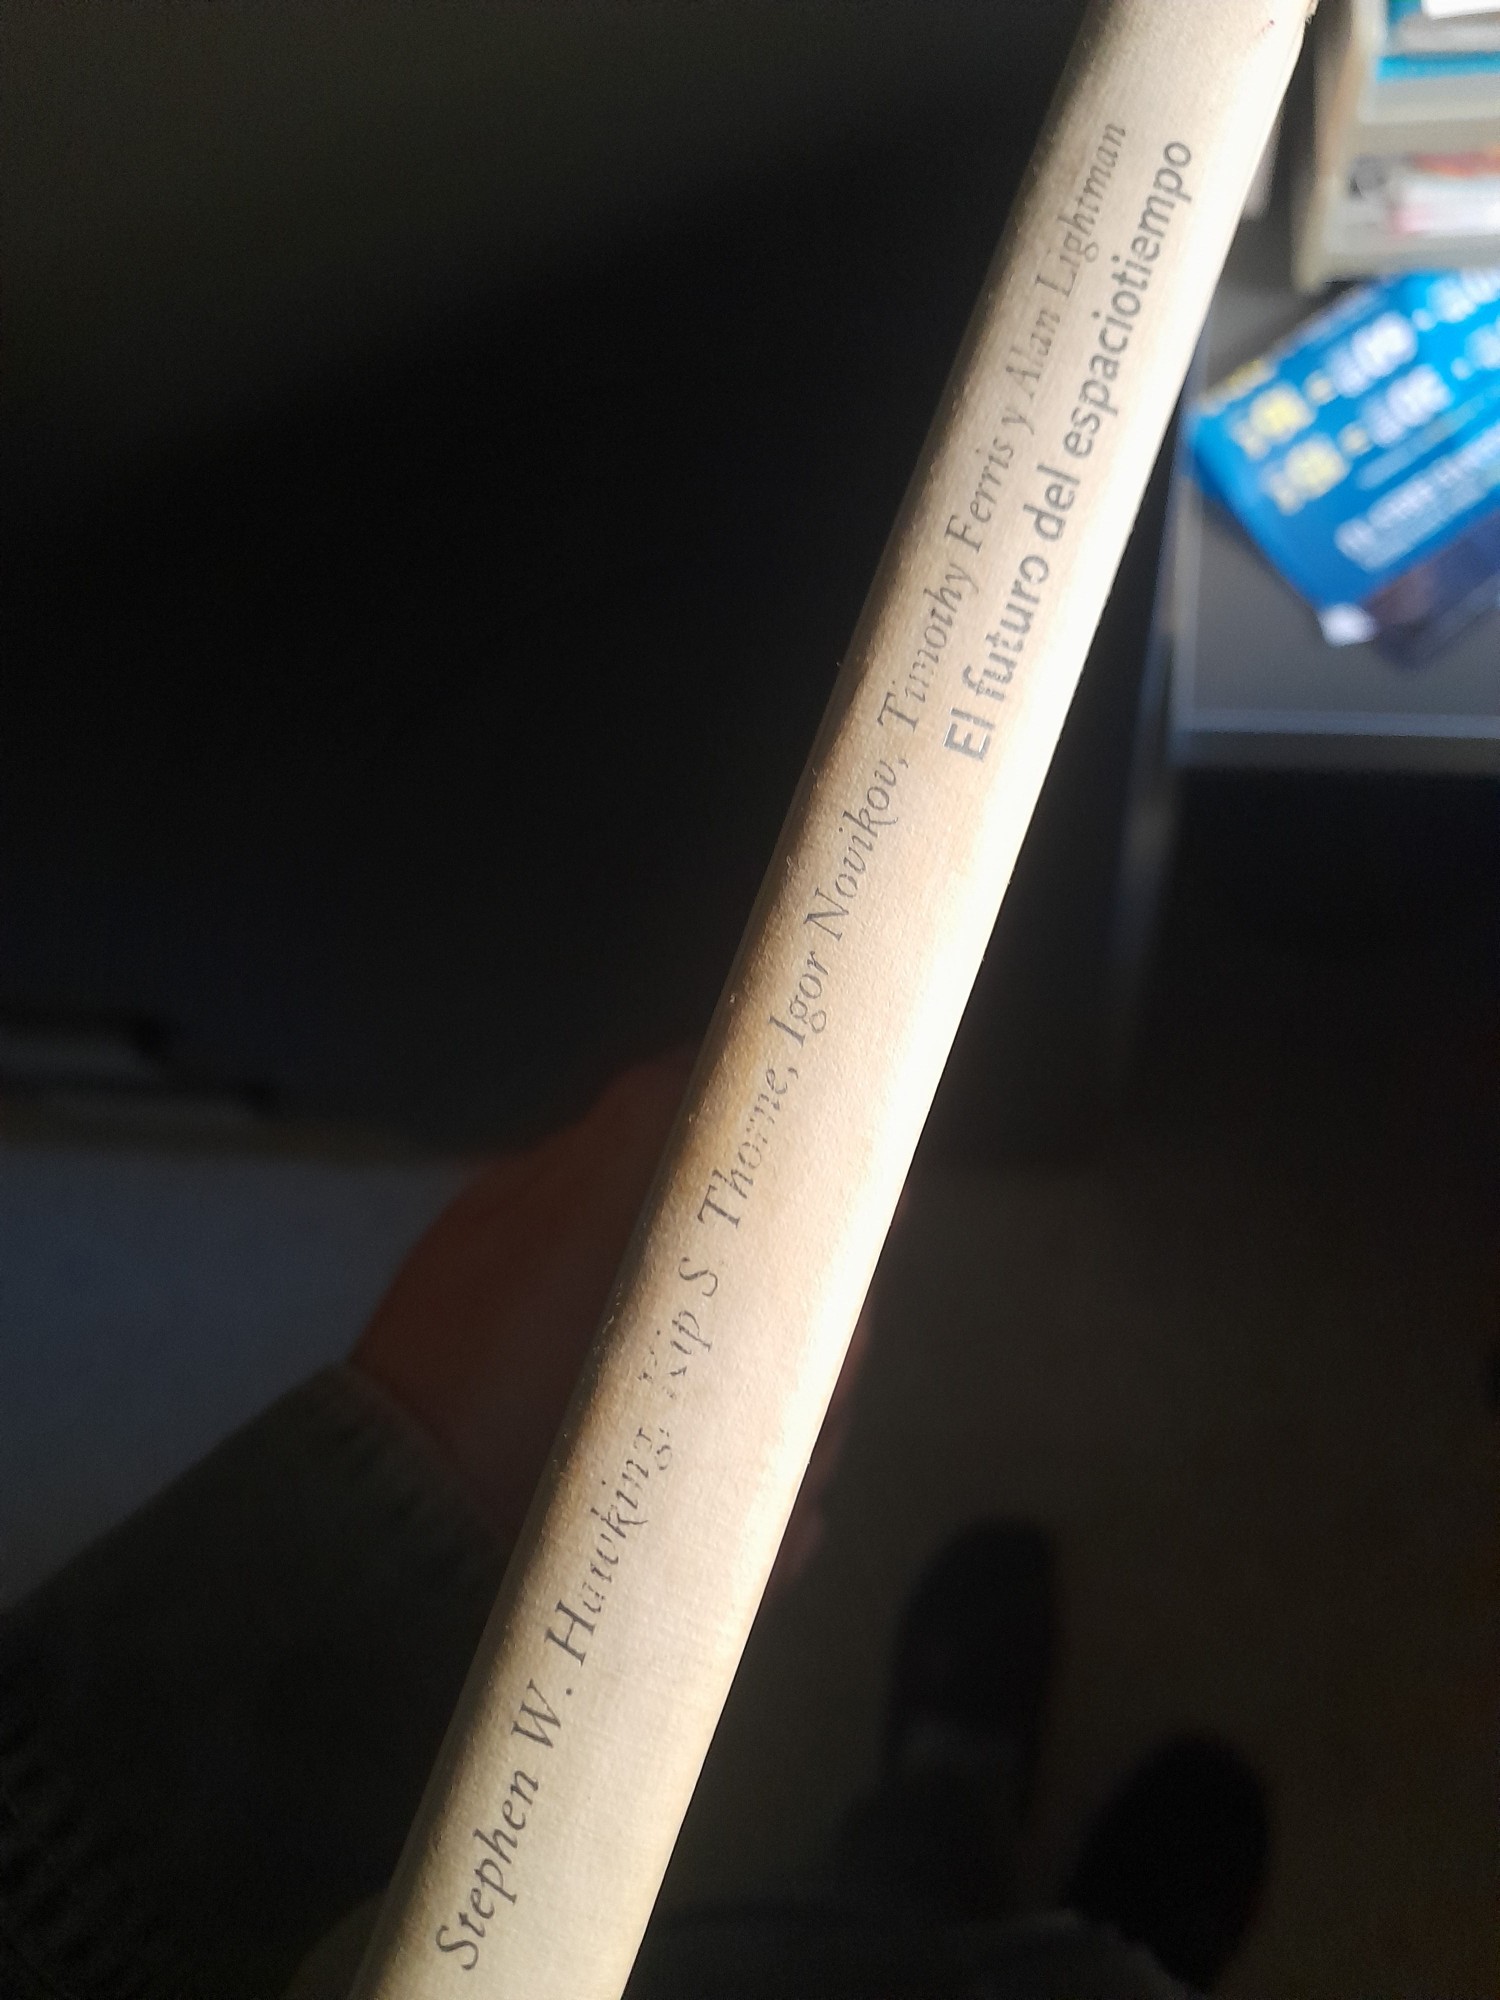 Stephen W. Hawking, Kip S. Thorne, Igor Novikov, Timothy Ferris y Alan Lightman
El futuro del espaciotiempo